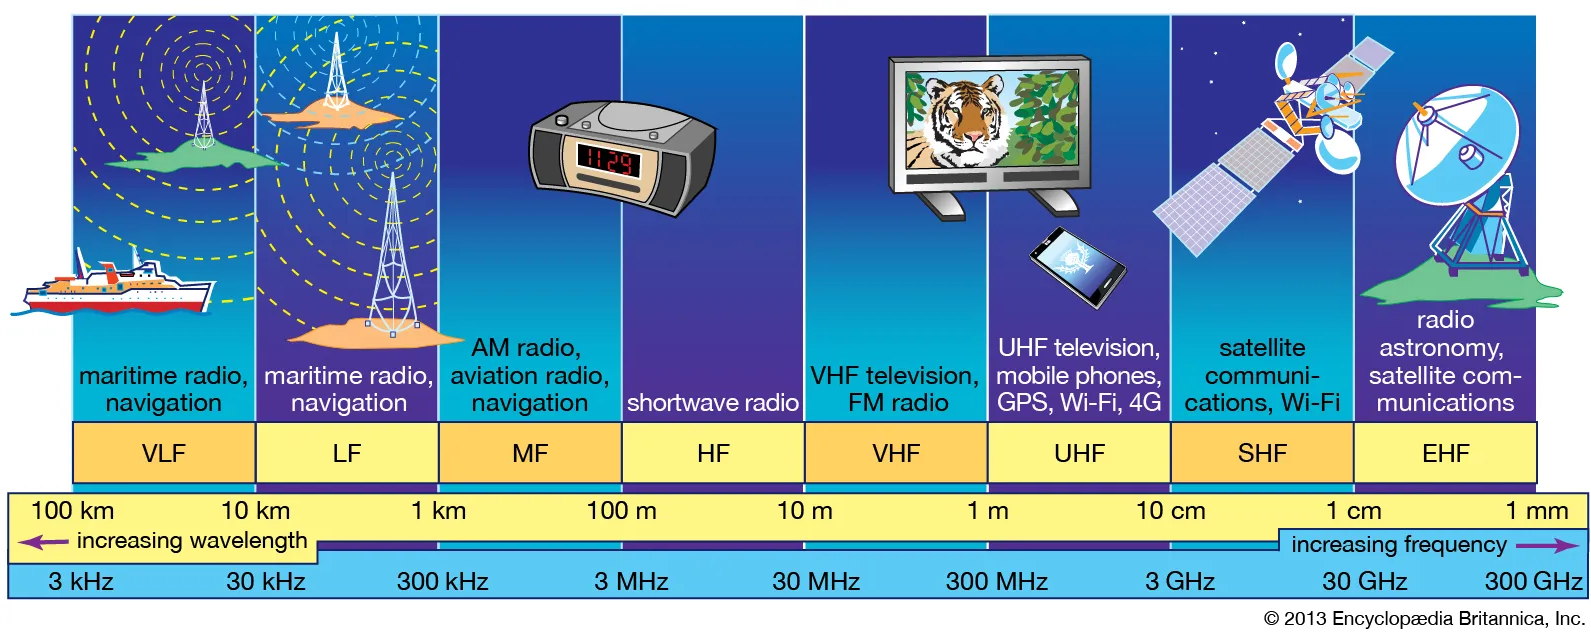 11:29
maritime radio,
navigation
maritime radio,
navigation
AM radio,
aviation radio,
navigation
shortwave radio
VHF television,
FM radio
UHF television,
mobile phones,
GPS, Wi-Fi, 4G
satellite
communi-
cations, Wi-Fi
radio
astronomy,
satellite com-
munications
VLF LF MF HF VHF UHF SHF EHF
100 km 10 km 1 km 100 m 10 m 1 m 10 cm 1 cm 1 mm
increasing wavelength
increasing frequency
3 kHz 30 kHz 300 kHz 3 MHz 30 MHz 300 MHz 3 GHz 30 GHz 300 GHz
© 2013 Encyclopædia Britannica, Inc.